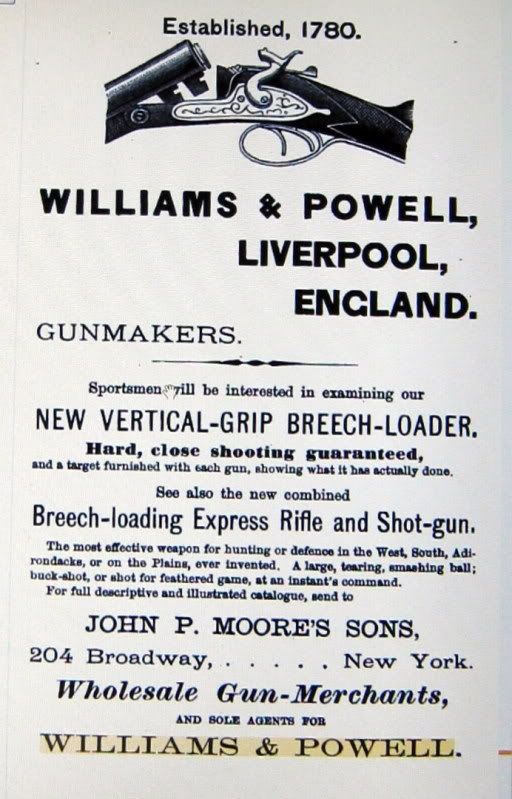 Established, 1780.
WILLIAMS & POWELL,
LIVERPOOL,
ENGLAND.
GUNMAKERS.
Sportsmen will be interested in examining our
NEW VERTICAL-GRIP BREECH-LOADER.
Hard, close shooting guaranteed,
and a target furnished with each gun, showing what it has actually done.
See also the new combined
Breech-loading Express Rifle and Shot-gun.
The most effective weapon for hunting or defence in the West, South, Adi-
rondacks, or on the Plains, ever invented. A large, tearing, smashing ball;
buck-shot, or shot for feathered game, at an instant's command.
For full descriptive and illustrated catalogue, send to
JOHN P. MOORE'S SONS,
204 Broadway, . . . . . New York.
Wholesale Gun-Merchants,
AND SOLE AGENTS FOR
WILLIAMS & POWELL.